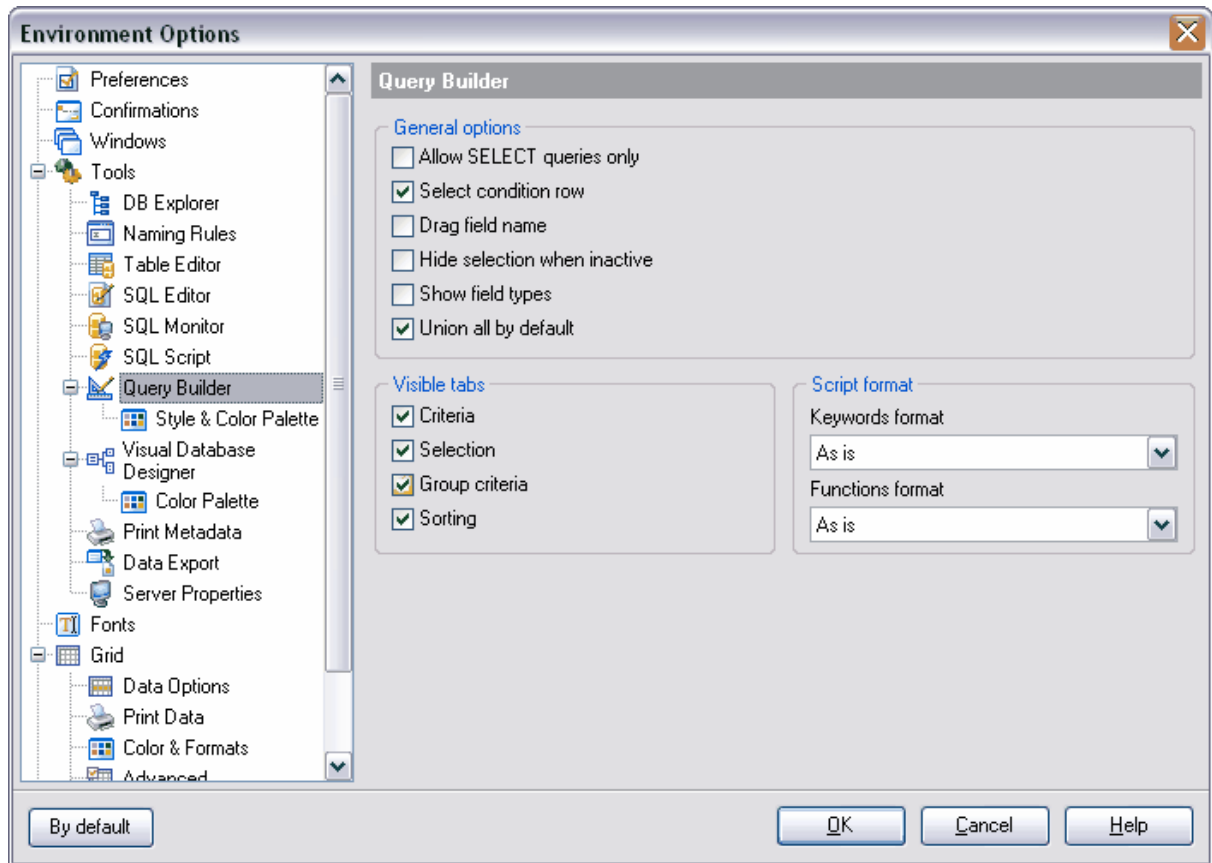 Environment Options
Preferences
Confirmations
Windows
Tools
DB Explorer
Naming Rules
Table Editor
SQL Editor
SQL Monitor
SQL Script
Query Builder
Style & Color Palette
Visual Database
Designer
Color Palette
Print Metadata
Data Export
Server Properties
Fonts
Grid
Data Options
Print Data
Color & Formats
Advanced
Query Builder
General options
Allow SELECT queries only
Select condition row
Drag field name
Hide selection when inactive
Show field types
Union all by default
Visible tabs
Criteria
Selection
Group criteria
Sorting
Script format
Keywords format
As is
Functions format
As is
By default
OK
Cancel
Help